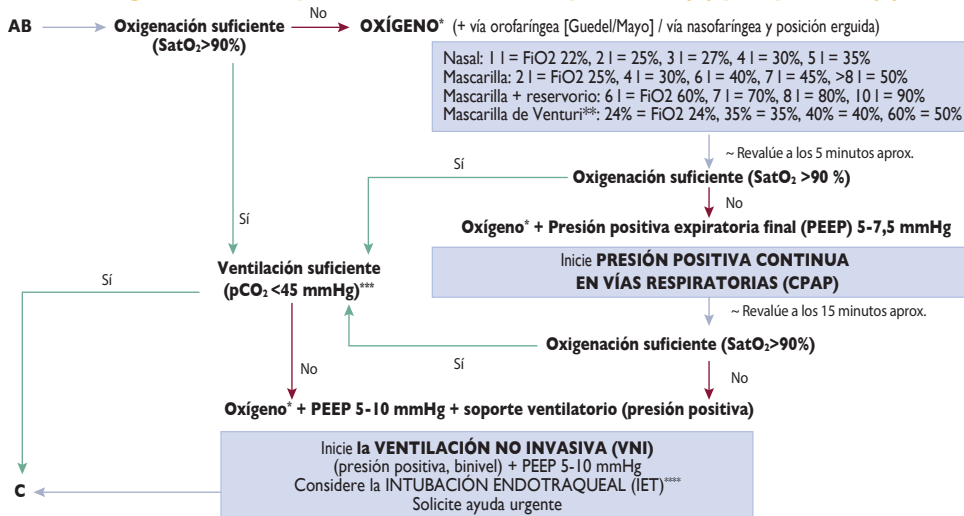 AB
Oxigenación suficiente
(SatO₂>90%)
No
OXÍGENO* (+ vía orofaríngea [Guedel/Mayo] / vía nasofaríngea y posición erguida)
Nasal: 1 l = FiO2 22%, 2 l = 25%, 3 l = 27%, 4 l = 30%, 5 l = 35%
Mascarilla: 2 l = FiO2 25%, 4 l = 30%, 6 l = 40%, 7 l = 45%, >8 l = 50%
Mascarilla + reservorio: 6 l = FiO2 60%, 7 l = 70%, 8 l = 80%, 10 l = 90%
Mascarilla de Venturi**: 24% = FiO2 24%, 35% = 35%, 40% = 40%, 60% = 50%
~ Revalúe a los 5 minutos aprox.
Sí
Oxigenación suficiente (SatO₂ >90 %)
No
Sí
Oxígeno* + Presión positiva expiratoria final (PEEP) 5-7,5 mmHg
Inicie PRESIÓN POSITIVA CONTINUA
EN VÍAS RESPIRATORIAS (CPAP)
Sí
Ventilación suficiente
(pCO₂ <45 mmHg)***
~ Revalúe a los 15 minutos aprox.
Oxigenación suficiente (SatO₂>90%)
Sí
No
No
Oxígeno* + PEEP 5-10 mmHg + soporte ventilatorio (presión positiva)
Inicie la VENTILACIÓN NO INVASIVA (VNI)
(presión positiva, binivel) + PEEP 5-10 mmHg
Considere la INTUBACIÓN ENDOTRAQUEAL (IET)****
Solicite ayuda urgente
C